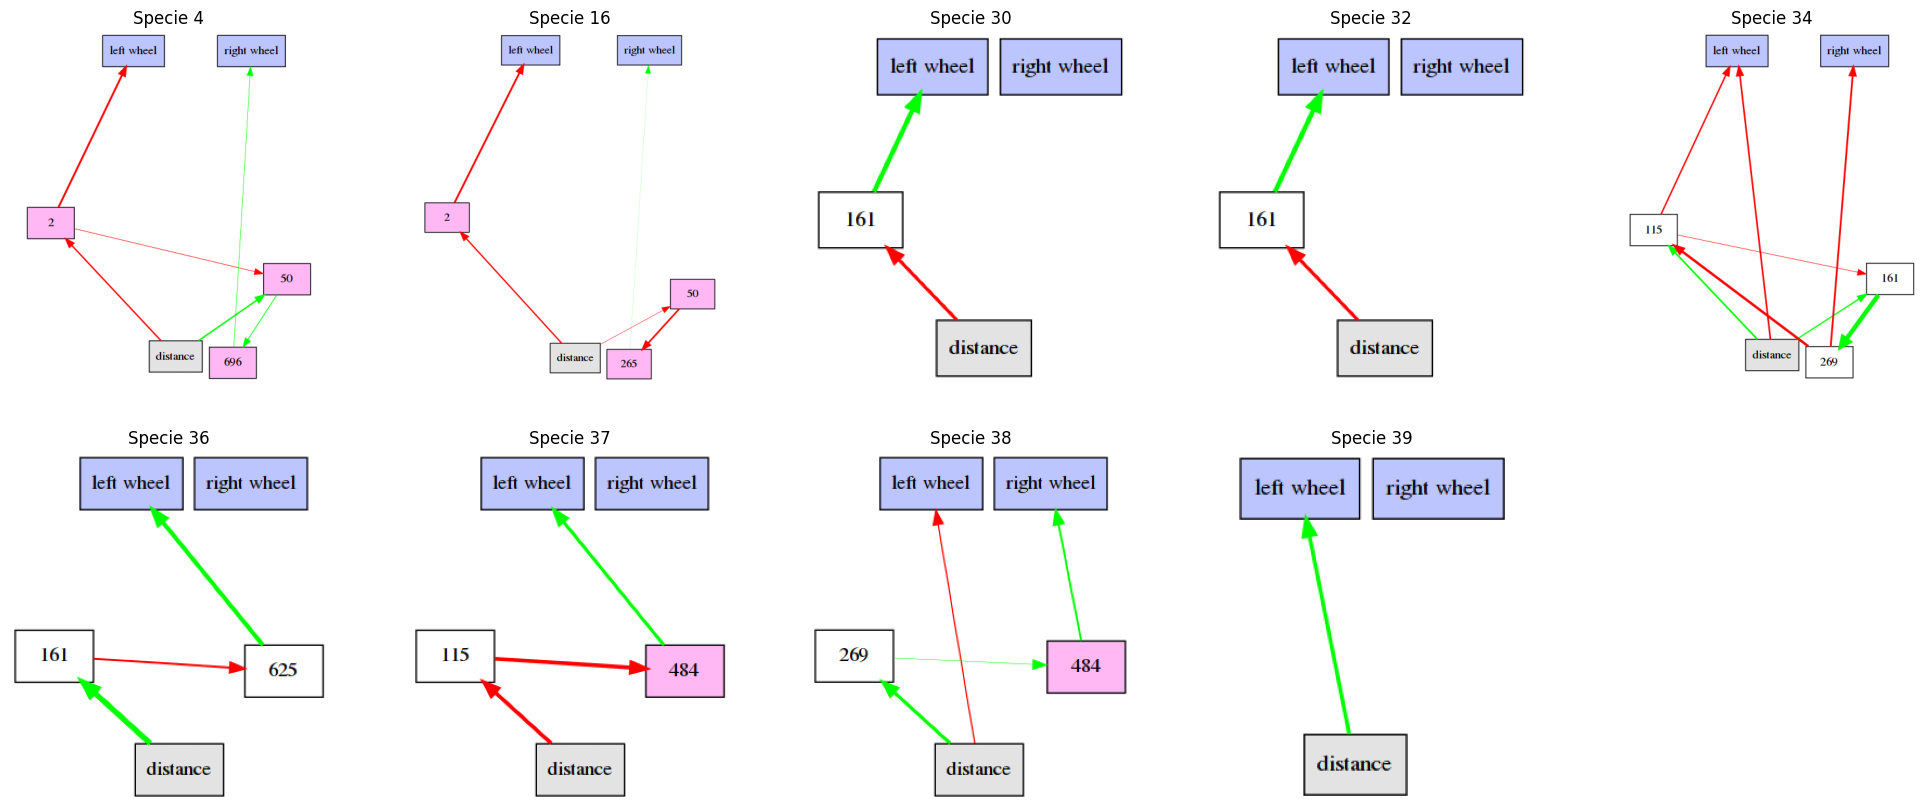 Specie 4
left wheel
right wheel
2
50
distance
696
Specie 16
left wheel
right wheel
2
50
distance
265
Specie 30
left wheel
right wheel
161
distance
Specie 32
left wheel
right wheel
161
distance
Specie 34
left wheel
right wheel
115
161
distance
269
Specie 36
left wheel
right wheel
161
625
distance
Specie 37
left wheel
right wheel
115
484
distance
Specie 38
left wheel
right wheel
269
484
distance
Specie 39
left wheel
right wheel
distance